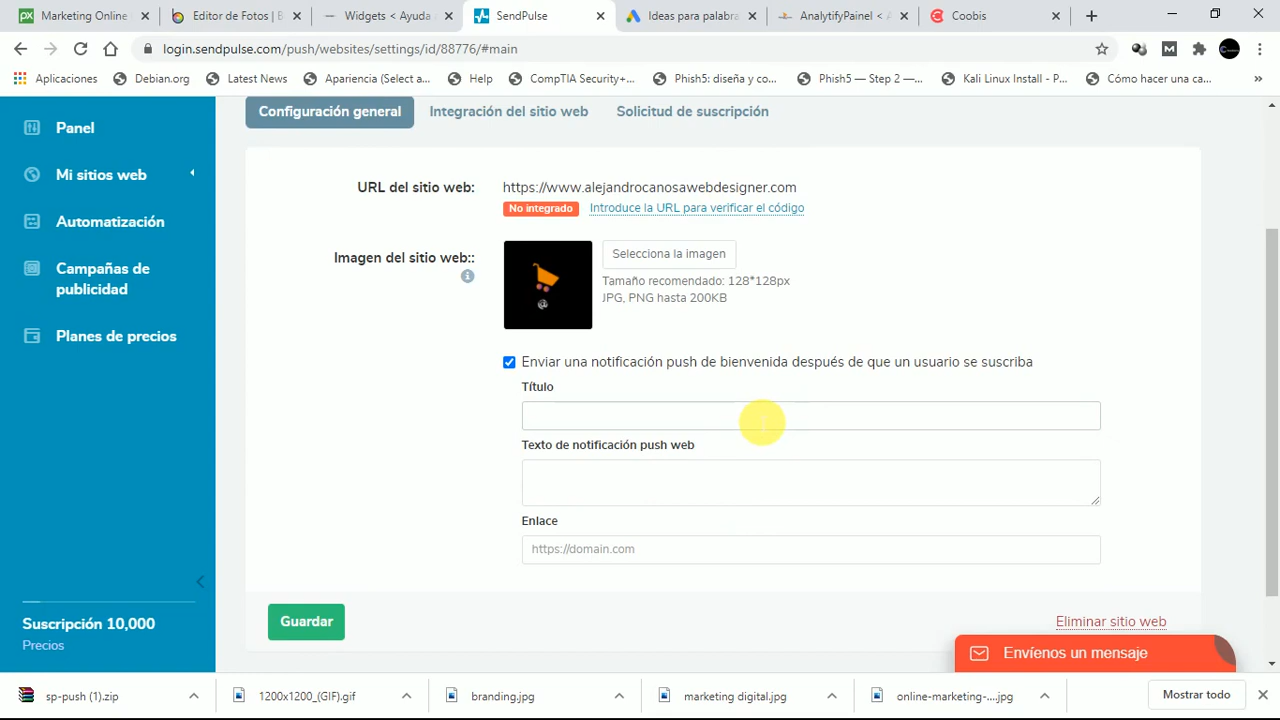 Marketing Online
Editor de Fotos | B
Widgets < Ayuda
SendPulse
Ideas para palabra
AnalytifyPainel < A
Coobis
login.sendpulse.com/push/websites/settings/id/88776/#main
Aplicaciones
Debian.org
Latest News
Apariencia (Select a...
Help
CompTIA Security+...
Phish5: diseña y co...
Phish5 — Step 2 —...
Kali Linux Install - P...
Cómo hacer una ca...
»
Panel
Mi sitios web
Automatización
Campañas de
publicidad
Planes de precios
Suscripción 10,000
Precios
Configuración general
Integración del sitio web
Solicitud de suscripción
URL del sitio web:
https://www.alejandrocanosawebdesigner.com
No integrado
Introduce la URL para verificar el código
Imagen del sitio web::
Selecciona la imagen
Tamaño recomendado: 128*128px
JPG, PNG hasta 200KB
Enviar una notificación push de bienvenida después de que un usuario se suscriba
Título
Texto de notificación push web
Enlace
https://domain.com
Guardar
Eliminar sitio web
Envíenos un mensaje
sp-push (1).zip
1200x1200_(GIF).gif
branding.jpg
marketing digital.jpg
online-marketing-....jpg
Mostrar todo